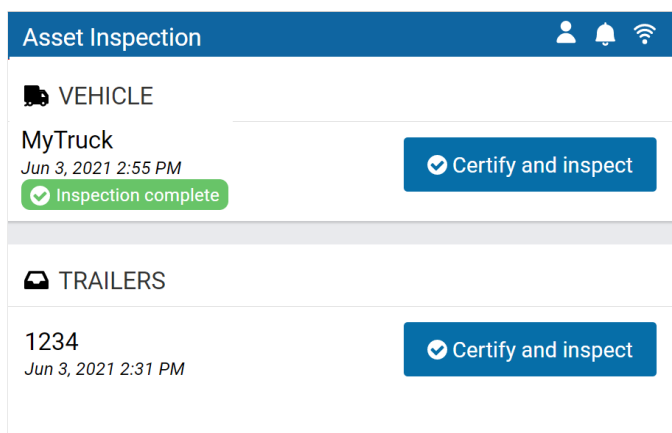 Asset Inspection
VEHICLE
MyTruck
Jun 3, 2021 2:55 PM
Inspection complete
Certify and inspect
TRAILERS
1234
Jun 3, 2021 2:31 PM
Certify and inspect